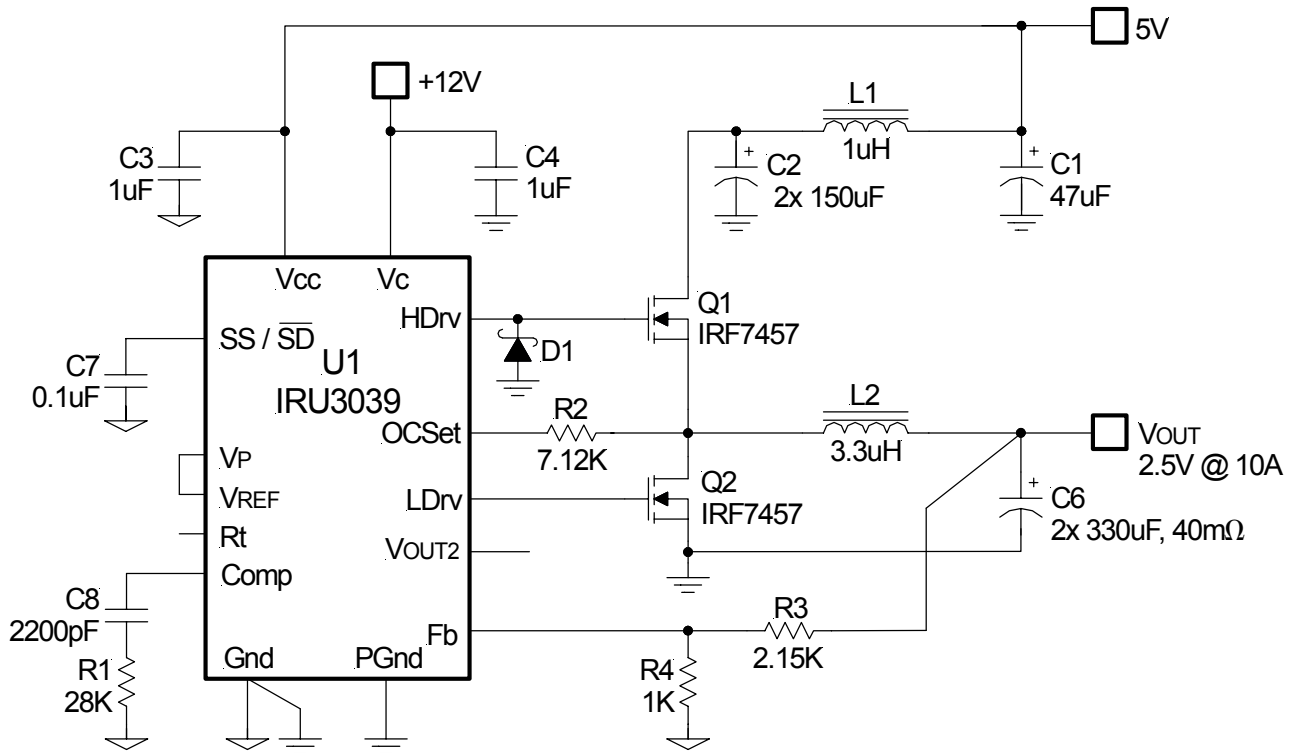 5V
+12V
L1
1uH
C3
1uF
C4
1uF
+
C2
2x 150uF
+
C1
47uF
Vcc
Vc
HDrv
Q1
IRF7457
SS / SD
U1
IRU3039
D1
C7
0.1uF
OCSet
R2
7.12K
L2
3.3uH
VOUT
2.5V @ 10A
VP
VREF
LDrv
Q2
IRF7457
+
C6
2x 330uF, 40mΩ
Rt
VOUT2
Comp
C8
2200pF
R1
28K
Fb
R3
2.15K
R4
1K
Gnd
PGnd